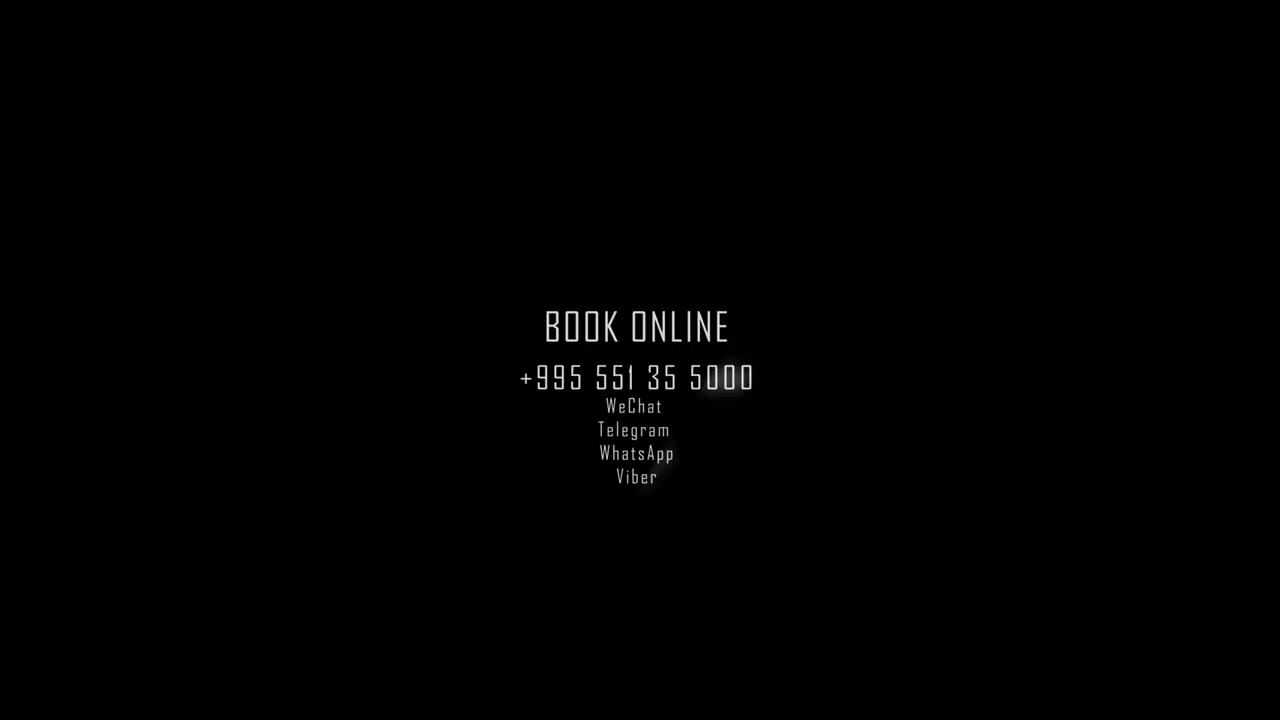 BOOK ONLINE
+995 551 35 5000
WeChat
Telegram
WhatsApp
Viber